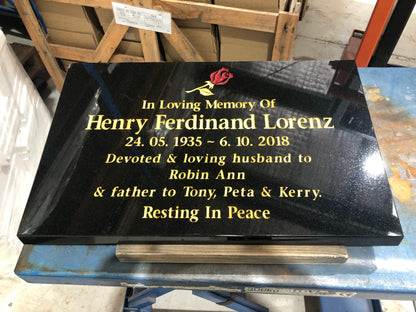 In Loving Memory Of
Henry Ferdinand Lorenz
24. 05. 1935 ~ 6. 10. 2018
Devoted & loving husband to
Robin Ann
& father to Tony, Peta & Kerry.
Resting In Peace